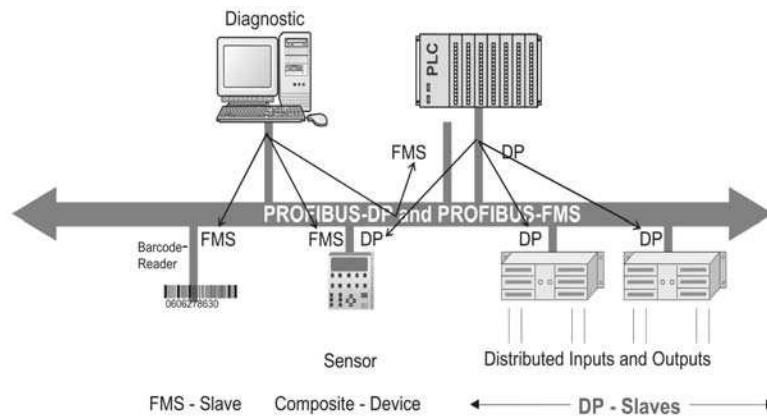 Diagnostic
PLC
FMS
DP
PROFIBUS-DP and PROFIBUS-FMS
Barcode-
Reader
FMS
FMS
DP
DP
DP
0606278630
Sensor
Distributed Inputs and Outputs
FMS - Slave
Composite - Device
DP - Slaves